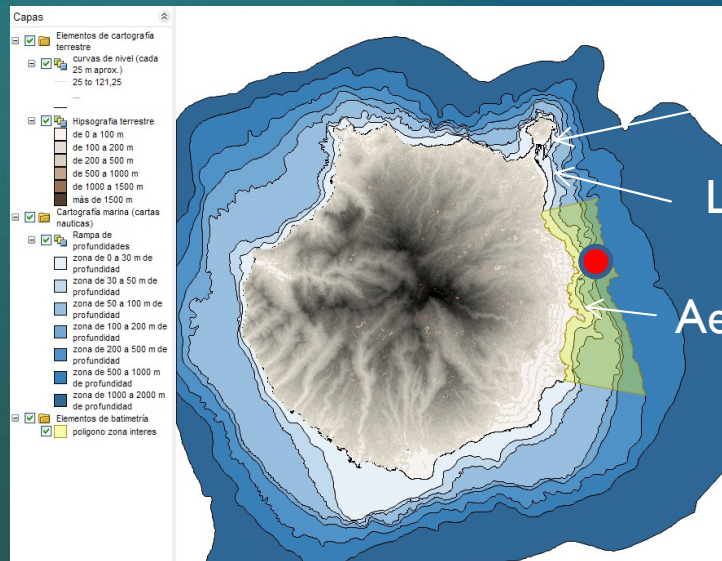 Capas
Elementos de cartografía
terrestre
curvas de nivel (cada
25 m aprox.)
25 to 121,25
...
Hipsografia terrestre
de 0 a 100 m
de 100 a 200 m
de 200 a 500 m
de 500 a 1000 m
de 1000 a 1500 m
más de 1500 m
Cartografía marina (cartas
nauticas)
Rampa de
profundidades
zona de 0 a 30 m de
profundidad
zona de 30 a 50 m de
profundidad
zona de 50 a 100 m de
profundidad
zona de 100 a 200 m de
profundidad
zona de 200 a 500 m de
profundidad
zona de 500 a 1000 m
de profundidad
zona de 1000 a 2000 m
de profundidad
Elementos de batimetría
poligono zona interes
L
Ae